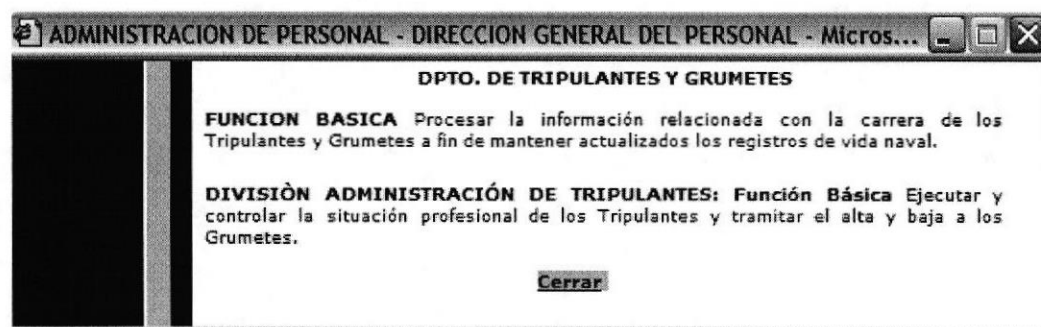 ADMINISTRACION DE PERSONAL - DIRECCION GENERAL DEL PERSONAL - Micros...
DPTO. DE TRIPULANTES Y GRUMETES
FUNCION BASICA Procesar la información relacionada con la carrera de los
Tripulantes y Grumetes a fin de mantener actualizados los registros de vida naval.
DIVISIÒN ADMINISTRACIÓN DE TRIPULANTES: Función Básica Ejecutar y
controlar la situación profesional de los Tripulantes y tramitar el alta y baja a los
Grumetes.
Cerrar